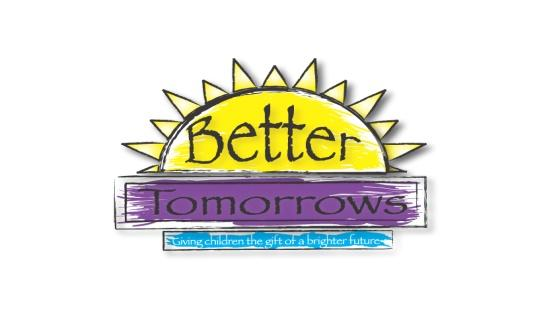 Better
Tomorrows
Giving children the gift of a brighter future